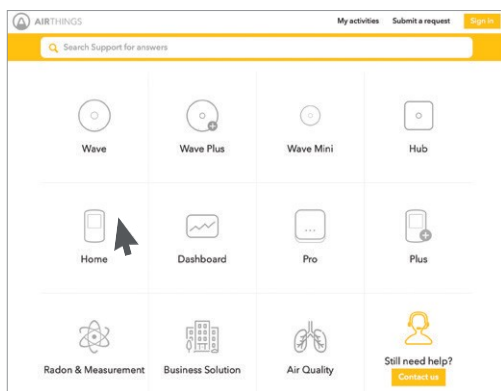 AIRTHINGS
My activities Submit a request Sign in
Search Support for answers
Wave Wave Plus Wave Mini Hub
Home Dashboard Pro Plus
Still need help?
Radon & Measurement Business Solution Air Quality
Contact us